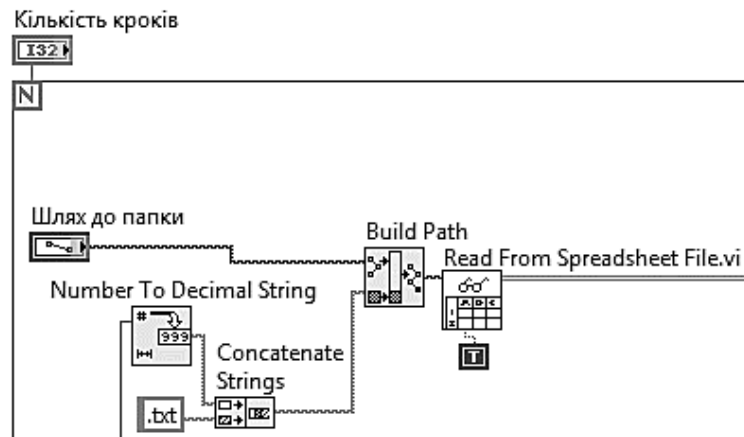 Кількість кроків
I32
N
Шлях до папки
Build Path
Read From Spreadsheet File.vi
Number To Decimal String
#
999
Concatenate
Strings
.txt
T